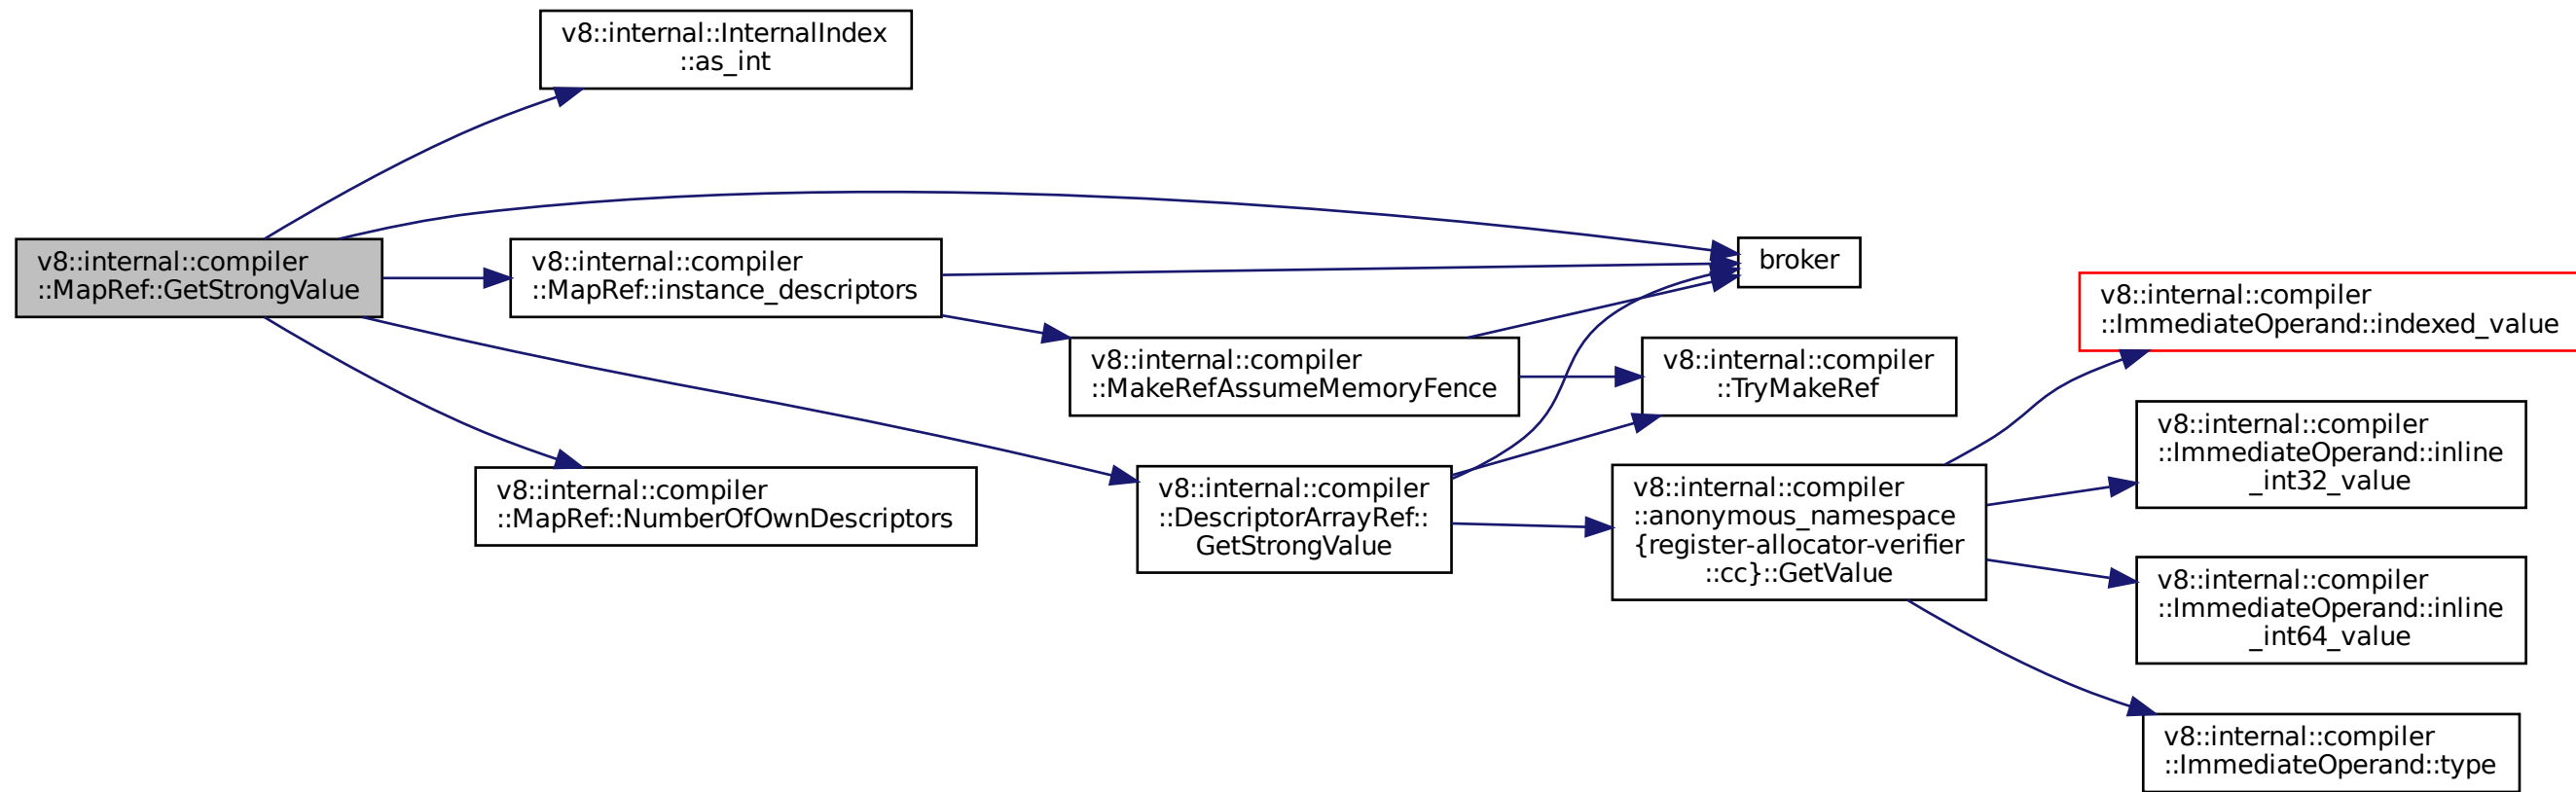 v8::internal::InternalIndex
::as_int
v8::internal::compiler
::MapRef::GetStrongValue
v8::internal::compiler
::MapRef::instance_descriptors
broker
v8::internal::compiler
::ImmediateOperand::indexed_value
v8::internal::compiler
::MakeRefAssumeMemoryFence
v8::internal::compiler
::TryMakeRef
v8::internal::compiler
::ImmediateOperand::inline
_int32_value
v8::internal::compiler
::MapRef::NumberOfOwnDescriptors
v8::internal::compiler
::DescriptorArrayRef::
GetStrongValue
v8::internal::compiler
::anonymous_namespace
{register-allocator-verifier
::cc}::GetValue
v8::internal::compiler
::ImmediateOperand::inline
_int64_value
v8::internal::compiler
::ImmediateOperand::type